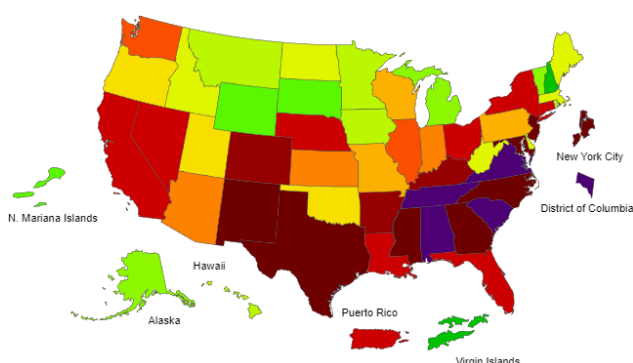 New York City
District of Columbia
N. Mariana Islands
Hawaii
Alaska
Puerto Rico
Virgin Islands